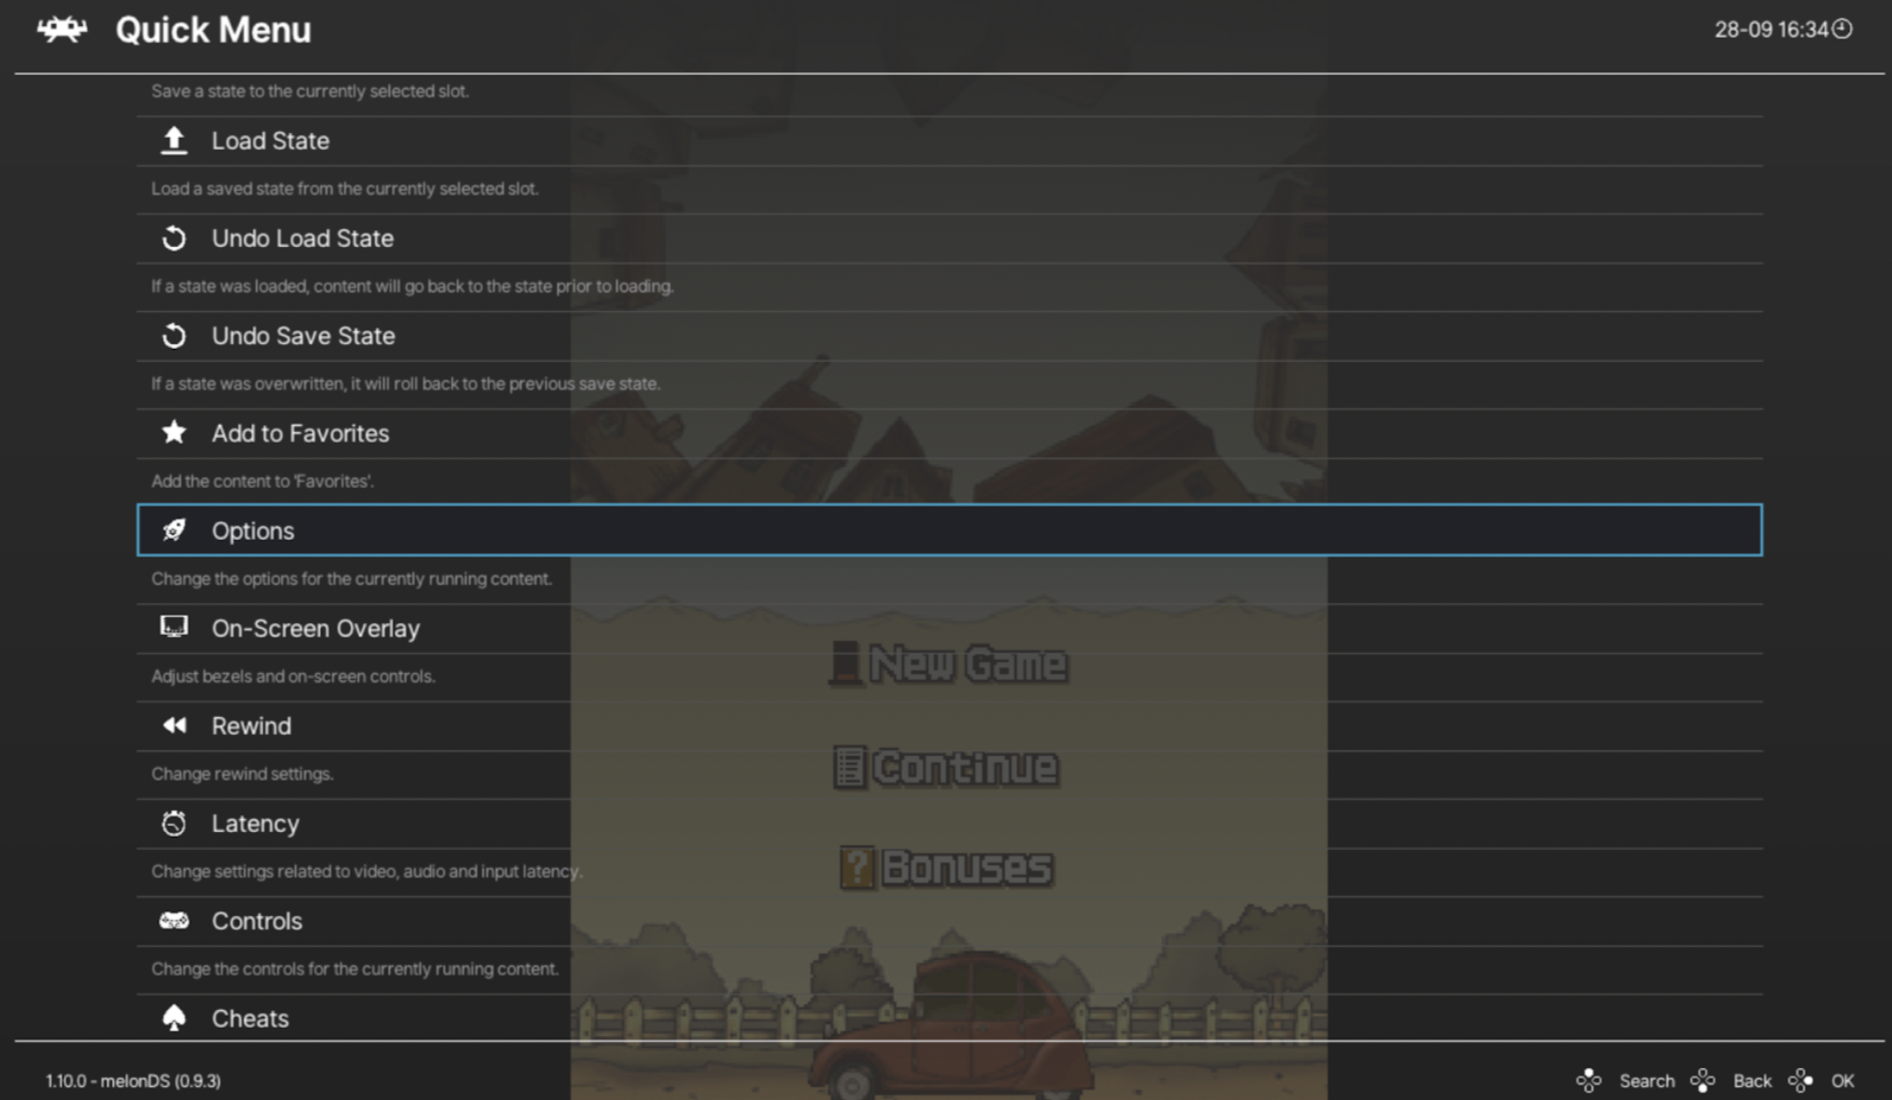 Quick Menu
28-09 16:34
Save a state to the currently selected slot.
Load State
Load a saved state from the currently selected slot.
Undo Load State
If a state was loaded, content will go back to the state prior to loading.
Undo Save State
If a state was overwritten, it will roll back to the previous save state.
Add to Favorites
Add the content to 'Favorites'.
Options
Change the options for the currently running content.
On-Screen Overlay
Adjust bezels and on-screen controls.
New Game
Rewind
Change rewind settings.
Continue
Latency
Change settings related to video, audio and input latency.
? Bonuses
Controls
Change the controls for the currently running content.
Cheats
1.10.0 - melonDS (0.9.3)
Search Back OK